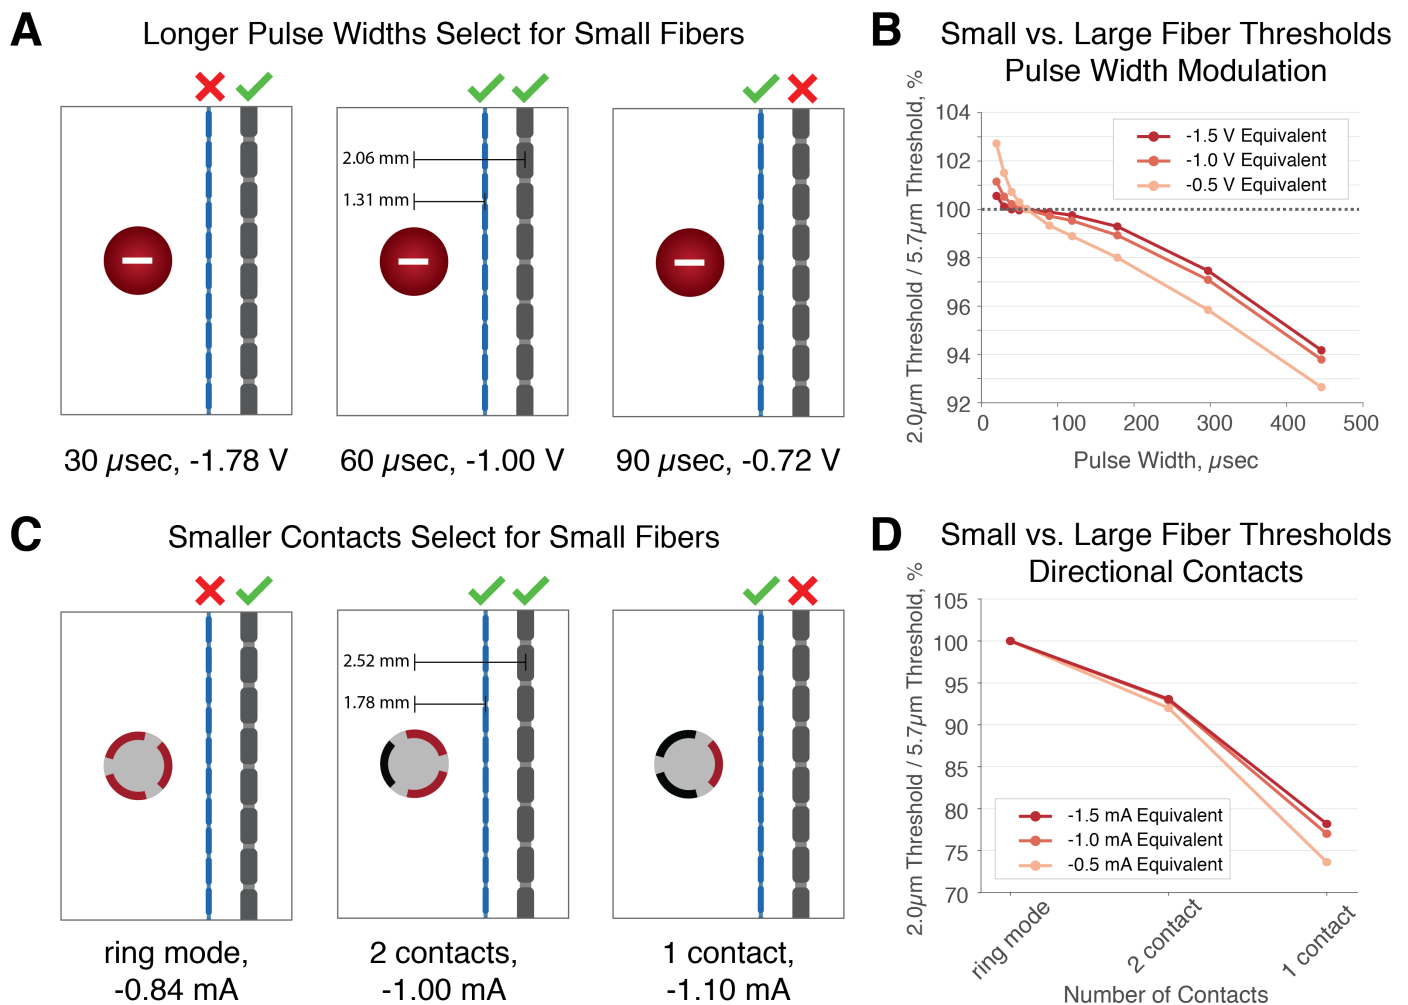 A
Longer Pulse Widths Select for Small Fibers
2.06 mm
1.31 mm
30 µsec, -1.78 V
60 µsec, -1.00 V
90 µsec, -0.72 V
B
Small vs. Large Fiber Thresholds
Pulse Width Modulation
2.0µm Threshold / 5.7µm Threshold, %
104
102
100
98
96
94
92
-1.5 V Equivalent
-1.0 V Equivalent
-0.5 V Equivalent
0
100
200
300
400
500
Pulse Width, µsec
C
Smaller Contacts Select for Small Fibers
2.52 mm
1.78 mm
ring mode,
-0.84 mA
2 contacts,
-1.00 mA
1 contact,
-1.10 mA
D
Small vs. Large Fiber Thresholds
Directional Contacts
2.0µm Threshold / 5.7µm Threshold, %
105
100
95
90
85
80
75
70
-1.5 mA Equivalent
-1.0 mA Equivalent
-0.5 mA Equivalent
ring mode
2 contact
1 contact
Number of Contacts